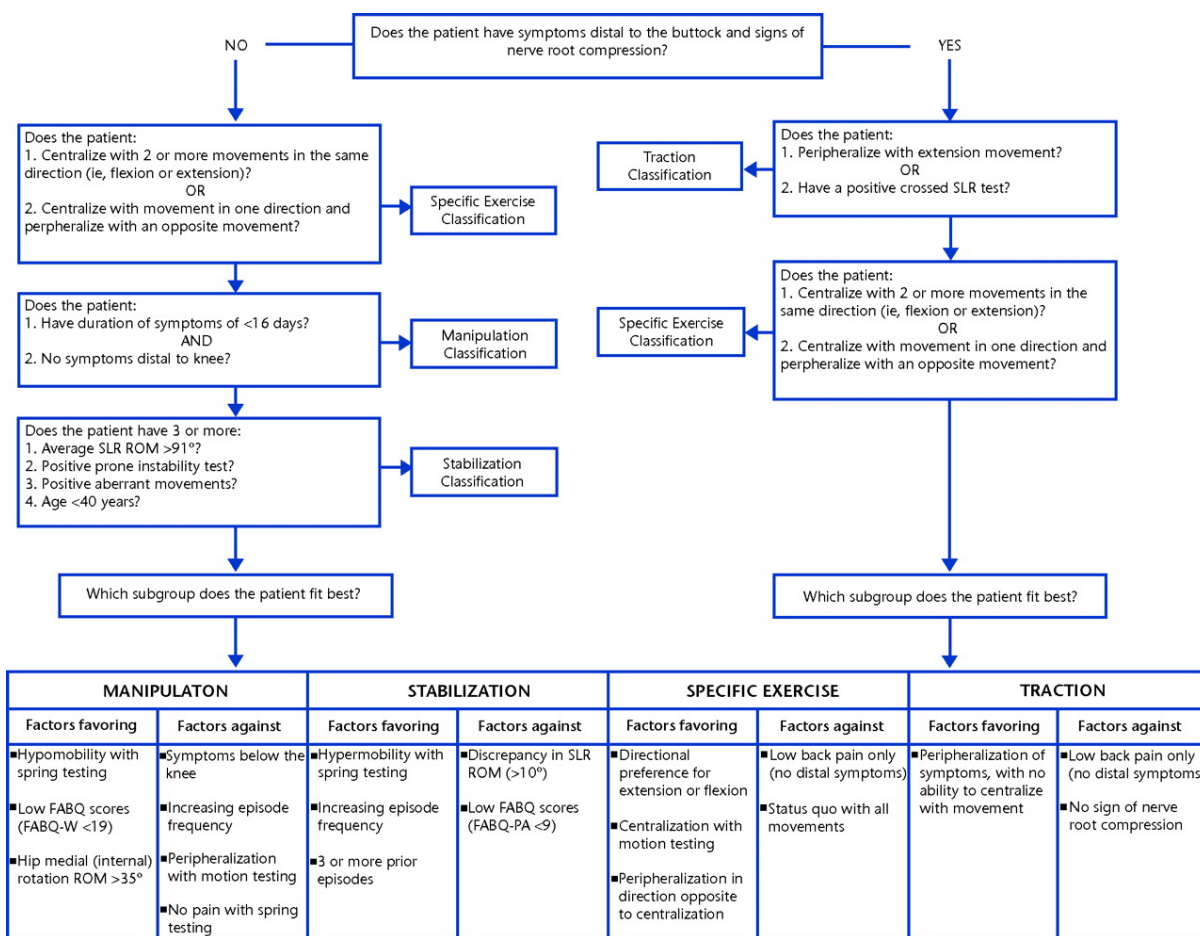 Does the patient have symptoms distal to the buttock and signs of
nerve root compression?
NO
YES
Does the patient:
1. Centralize with 2 or more movements in the same
direction (ie, flexion or extension)?
OR
2. Centralize with movement in one direction and
perpheralize with an opposite movement?
Specific Exercise
Classification
Does the patient:
1. Have duration of symptoms of <16 days?
AND
2. No symptoms distal to knee?
Manipulation
Classification
Does the patient have 3 or more:
1. Average SLR ROM >91º?
2. Positive prone instability test?
3. Positive aberrant movements?
4. Age <40 years?
Stabilization
Classification
Which subgroup does the patient fit best?
Traction
Classification
Does the patient:
1. Peripheralize with extension movement?
OR
2. Have a positive crossed SLR test?
Specific Exercise
Classification
Does the patient:
1. Centralize with 2 or more movements in the
same direction (ie, flexion or extension)?
OR
2. Centralize with movement in one direction and
perpheralize with an opposite movement?
Which subgroup does the patient fit best?
MANIPULATON
Factors favoring
■Hypomobility with
spring testing
■Low FABQ scores
(FABQ-W <19)
■Hip medial (internal)
rotation ROM >35º
Factors against
■Symptoms below the
knee
■Increasing episode
frequency
■Peripheralization
with motion testing
■No pain with spring
testing
STABILIZATION
Factors favoring
■Hypermobility with
spring testing
■Increasing episode
frequency
■3 or more prior
episodes
Factors against
■Discrepancy in SLR
ROM (>10º)
■Low FABQ scores
(FABQ-PA <9)
SPECIFIC EXERCISE
Factors favoring
■Directional
preference for
extension or flexion
■Centralization with
motion testing
■Peripheralization in
direction opposite
to centralization
Factors against
■Low back pain only
(no distal symptoms)
■Status quo with all
movements
TRACTION
Factors favoring
■Peripheralization of
symptoms, with no
ability to centralize
with movement
Factors against
■Low back pain only
(no distal symptoms
■No sign of nerve
root compression